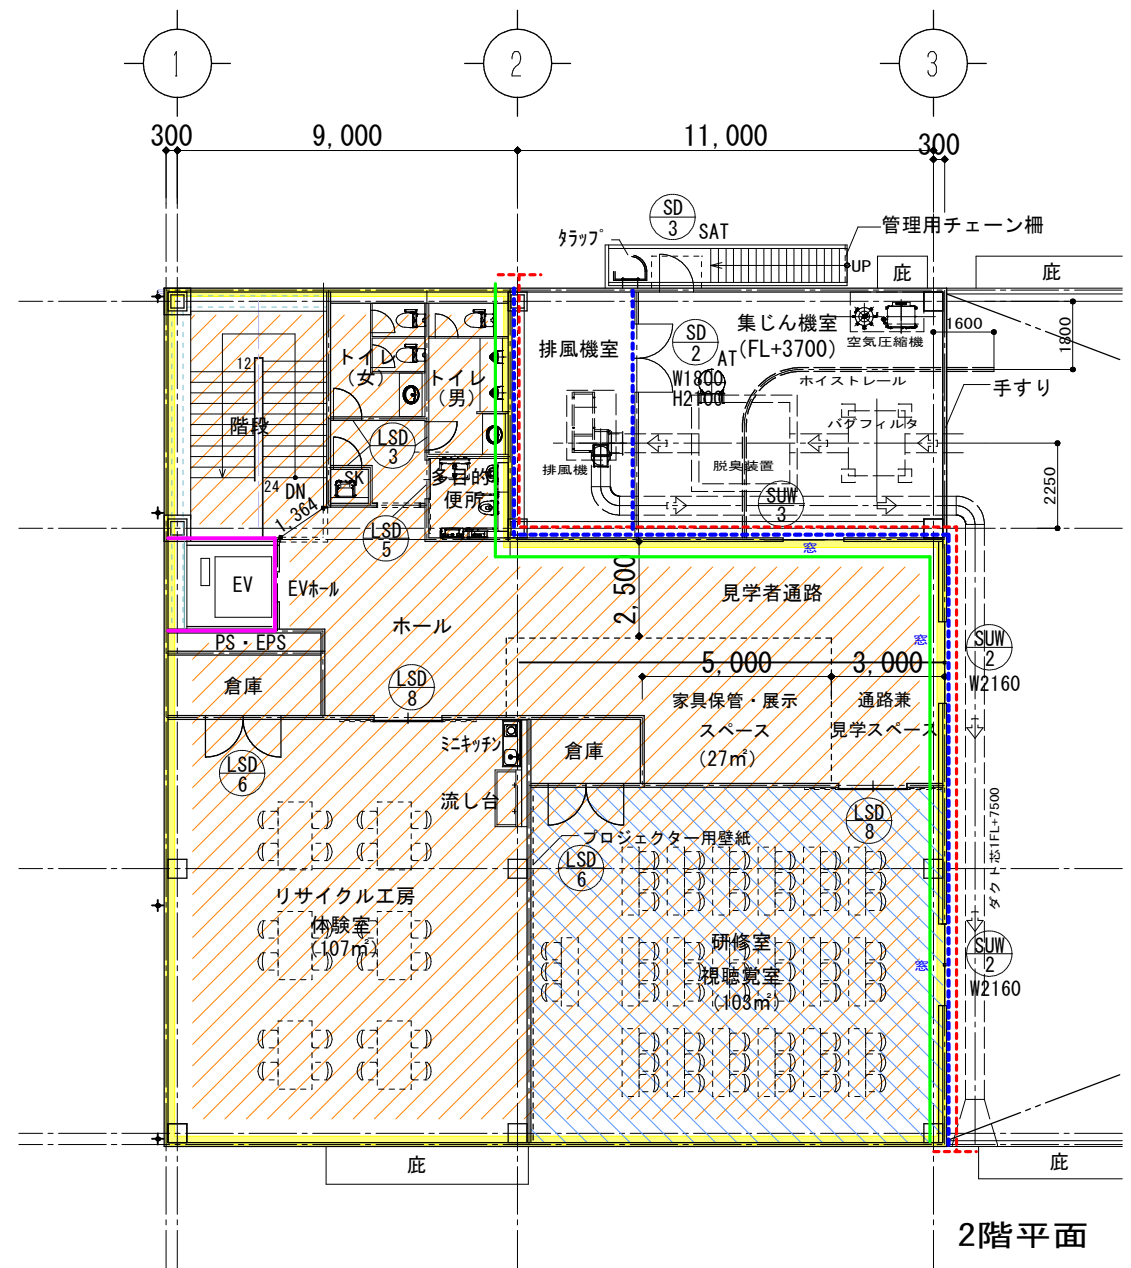 1
2
3
300
9,000
11,000
300
SD
3
SAT
管理用チェーン柵
ﾀﾗｯﾌﾟ
UP
庇
庇
集じん機室
(FL+3700)
空気圧縮機
1600
1800
排風機室
SD
2
AT
W1800
H2100
ホイストレール
手すり
バグフィルタ
トイレ
(女)
トイレ
(男)
12
階段
LSD
3
排風機
脱臭装置
SUW
3
2250
24
DN
1,364
SK
多目的
便所
LSD
5
窓
EV
EVﾎｰﾙ
2,500
見学者通路
ホール
窓
PS・EPS
SUW
2
W2160
倉庫
LSD
8
5,000
3,000
家具保管・展示
スペース
(27㎡)
通路兼
見学スペース
ﾐﾆｷｯﾁﾝ
倉庫
LSD
6
流し台
LSD
8
プロジェクター用壁紙
LSD
6
ダクト芯1FL+7500
リサイクル工房
体験室
(107㎡)
研修室
視聴覚室
(103㎡)
窓
SUW
2
W2160
庇
庇
2階平面